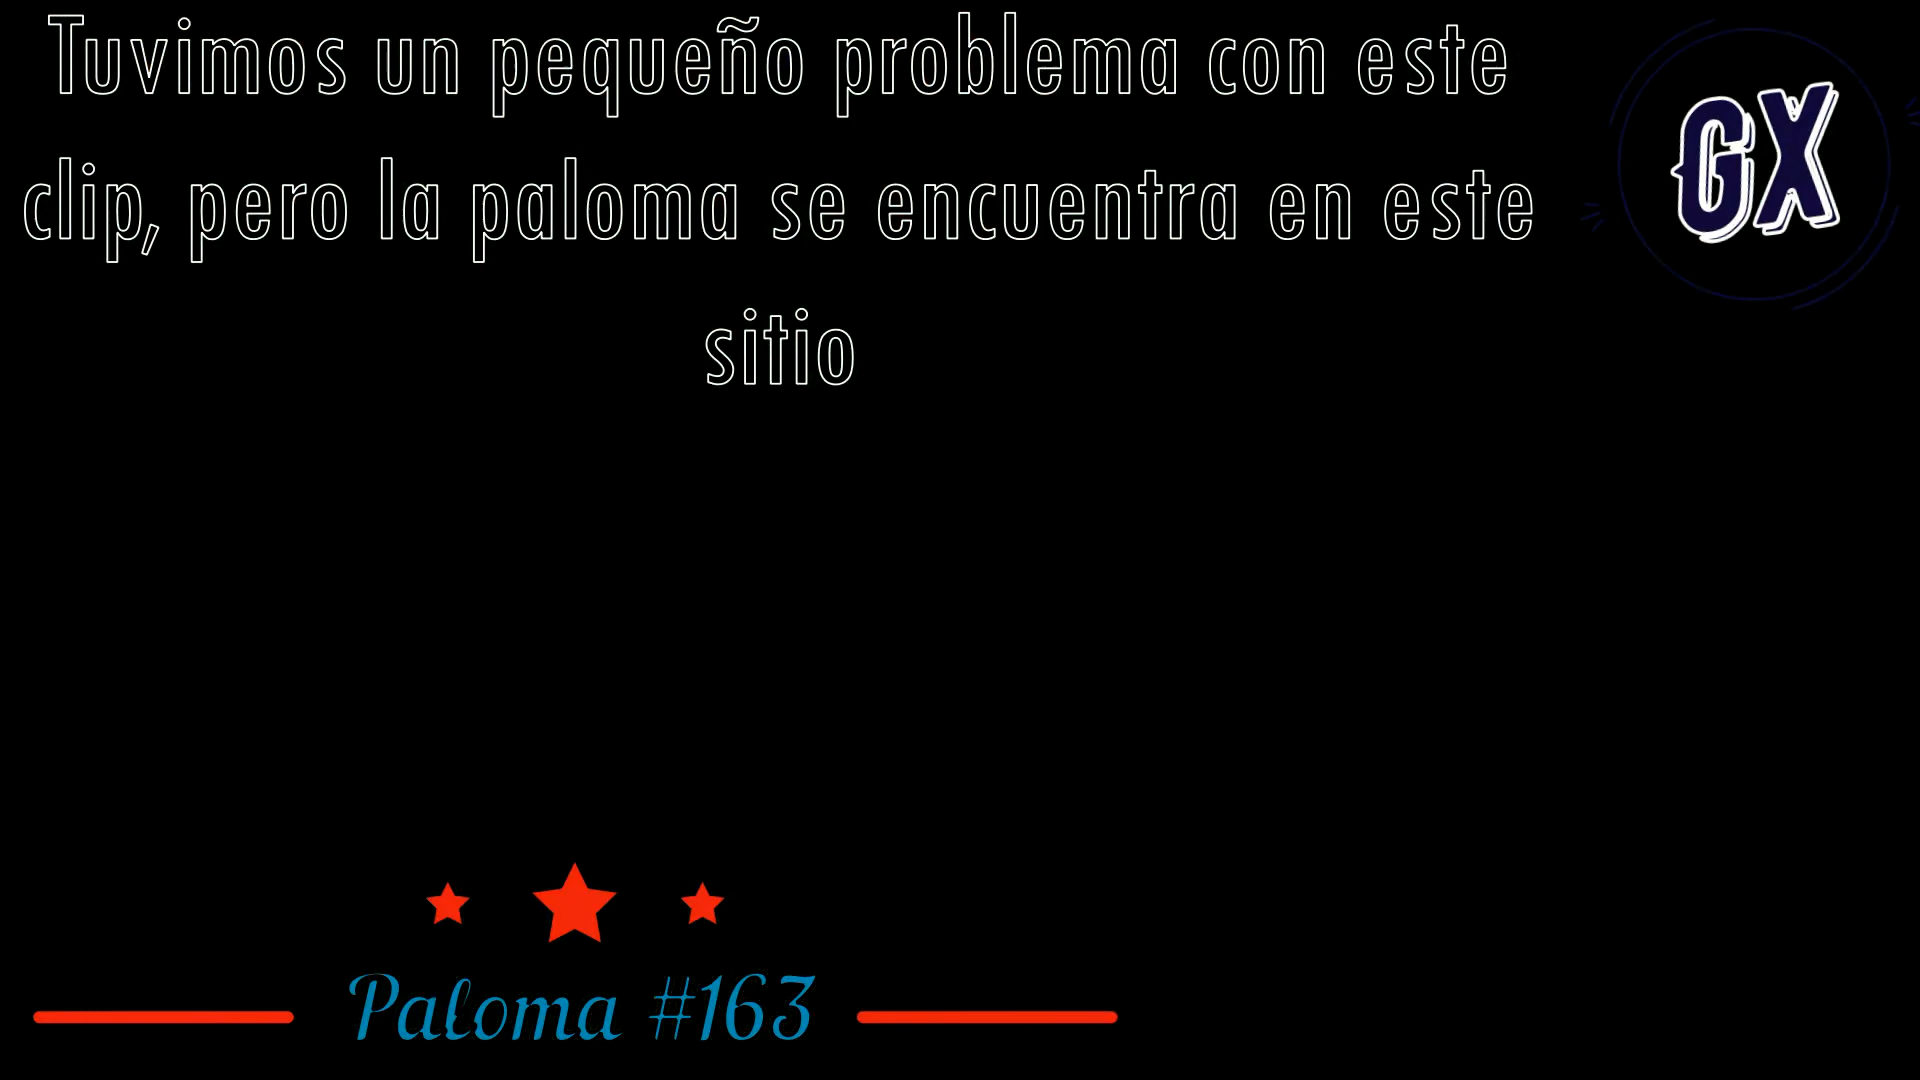 Tuvimos un pequeño problema con este
clip, pero la paloma se encuentra en este
sitio
GX
Paloma #163